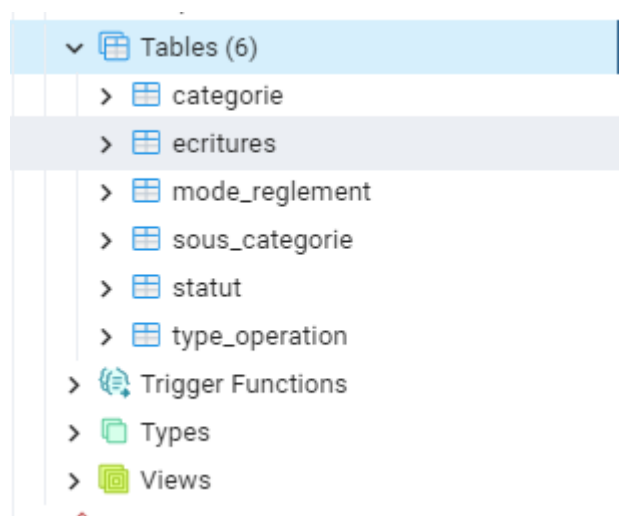 Tables (6)
categorie
ecritures
mode_reglement
sous_categorie
statut
type_operation
Trigger Functions
Types
Views